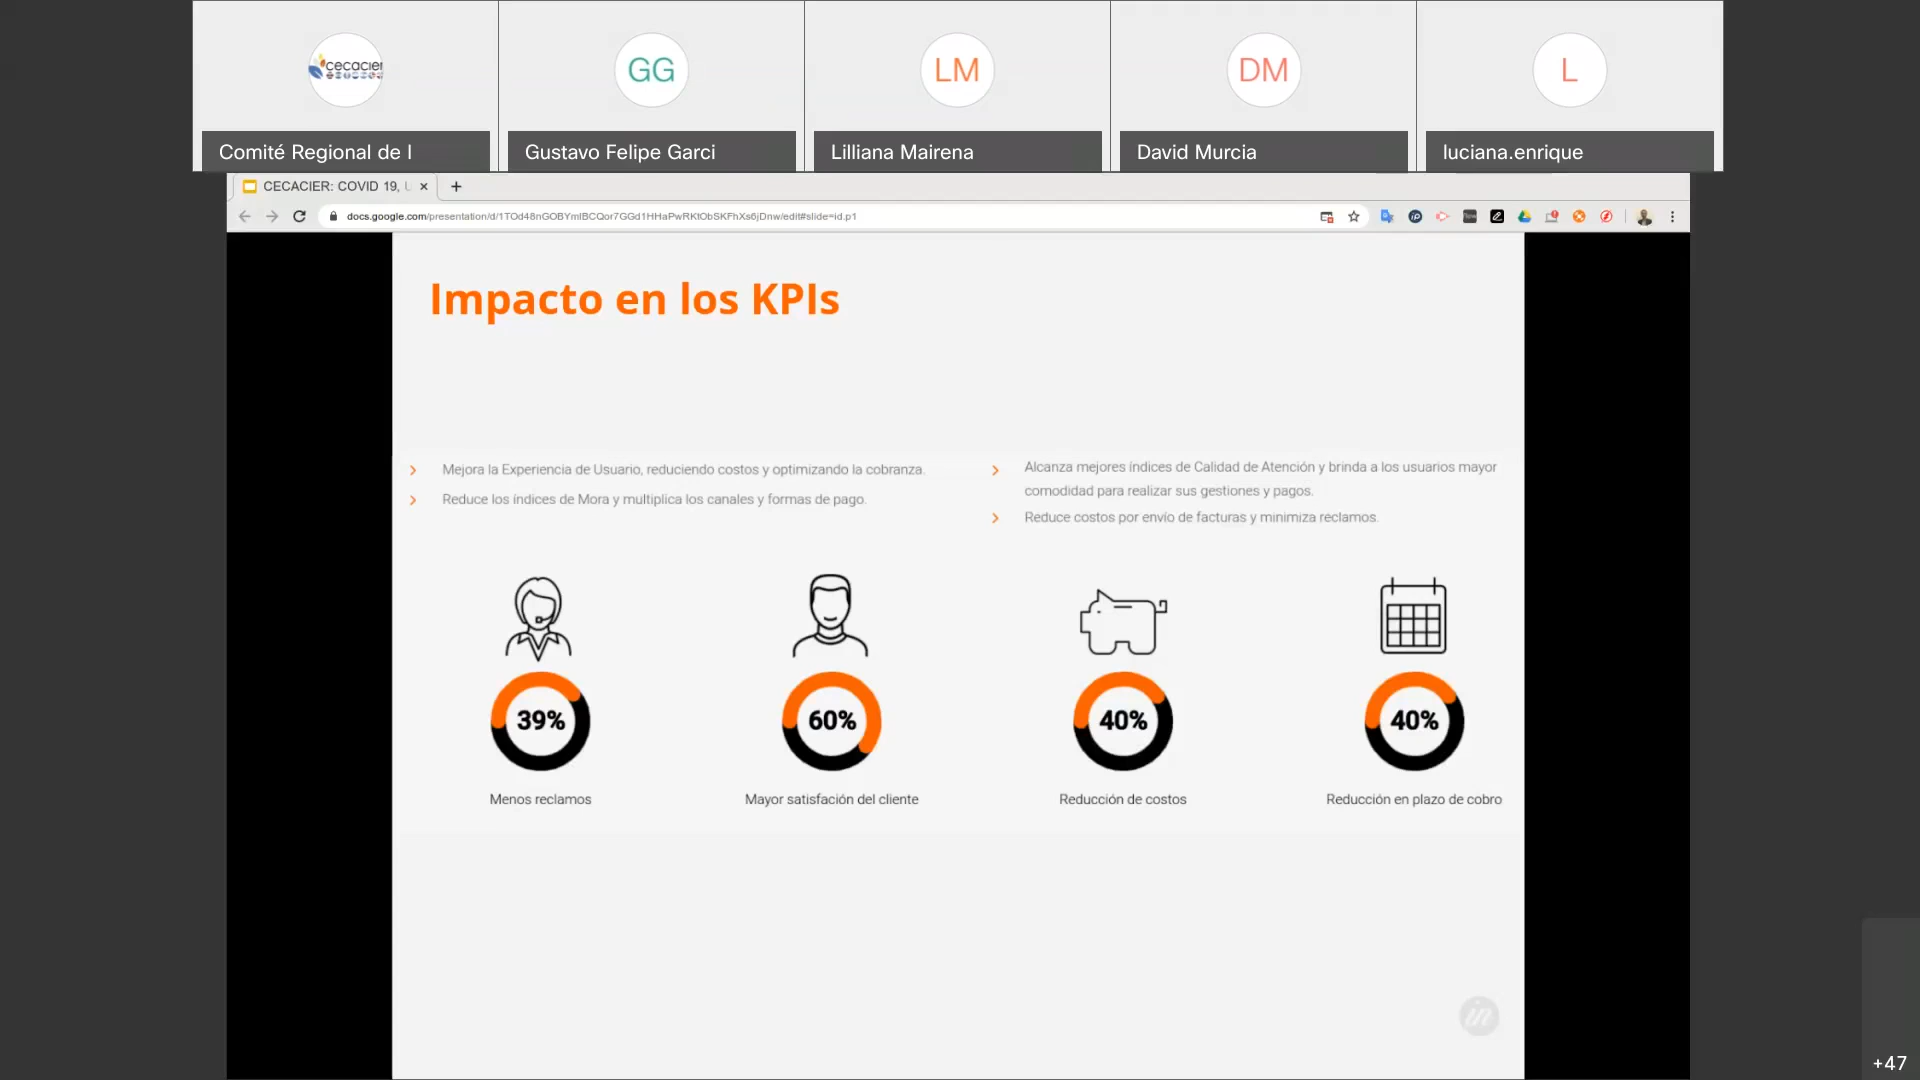 cecacier
GG
LM
DM
L
Comité Regional de l
Gustavo Felipe Garci
Lilliana Mairena
David Murcia
luciana.enrique
CECACIER: COVID 19,
docs.google.com/presentation/d/1TOd48nGOBYmlBCQor7GGd1HHaPwRKtObSKFhXs6jDnw/edit#slide=id.p1
Impacto en los KPIs
Mejora la Experiencia de Usuario, reduciendo costos y optimizando la cobranza.
Reduce los índices de Mora y multiplica los canales y formas de pago.
Alcanza mejores índices de Calidad de Atención y brinda a los usuarios mayor
comodidad para realizar sus gestiones y pagos.
Reduce costos por envío de facturas y minimiza reclamos.
39%
60%
40%
40%
Menos reclamos
Mayor satisfación del cliente
Reducción de costos
Reducción en plazo de cobro
in
+47